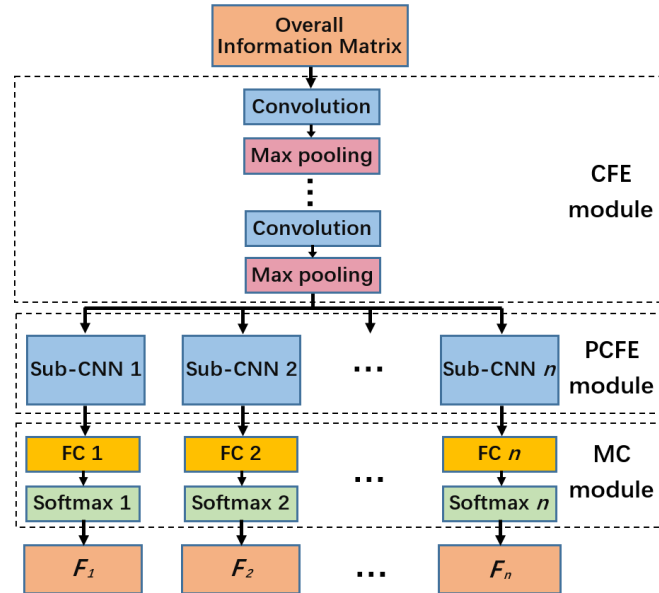 Overall
Information Matrix
Convolution
Max pooling
⋮
Convolution
Max pooling
CFE
module
Sub-CNN 1 Sub-CNN 2 ... Sub-CNN n
PCFE
module
FC 1 FC 2 FC n
MC
module
...
Softmax 1 Softmax 2 Softmax n
F₁ F₂ ... Fₙ